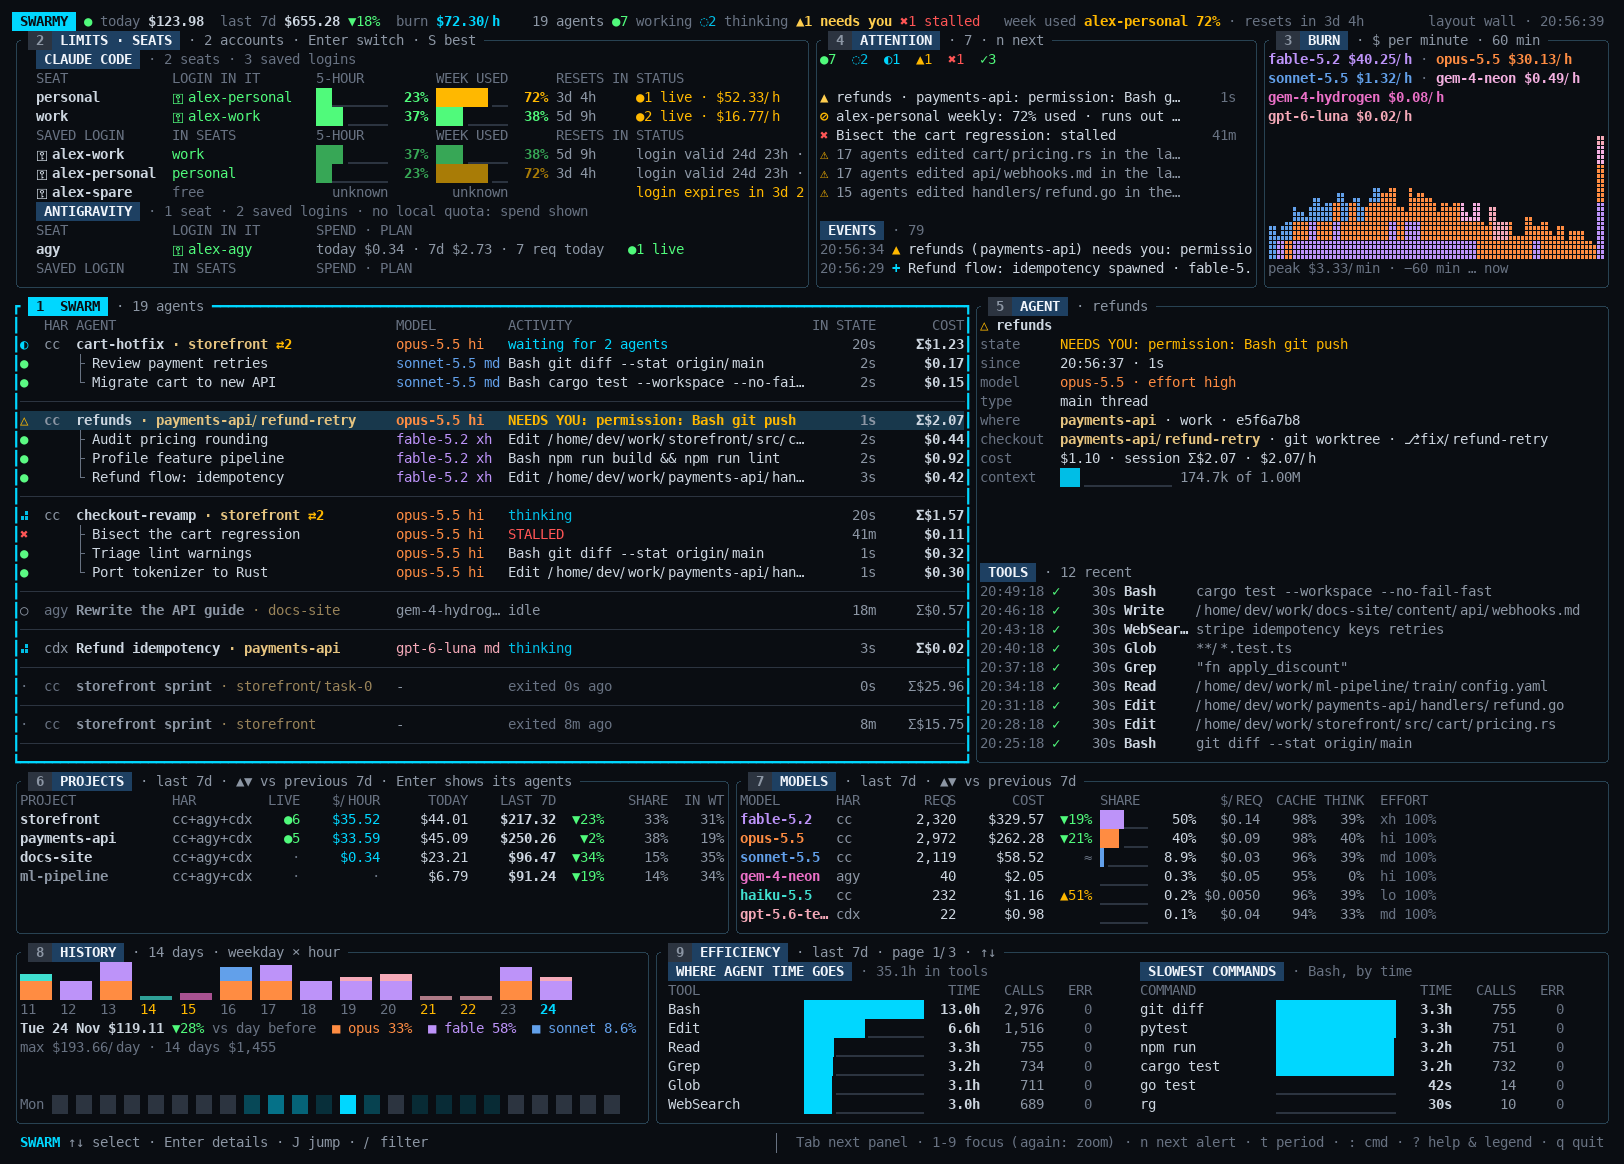 SWARMY ● today $123.98 last 7d $655.28 ▼18% burn $72.30/h 19 agents ●7 working ◌2 thinking ▲1 needs you ✖1 stalled week used alex-personal 72% · resets in 3d 4h layout wall · 20:56:39
2 LIMITS · SEATS · 2 accounts · Enter switch · S best
CLAUDE CODE · 2 seats · 3 saved logins
SEAT LOGIN IN IT 5-HOUR WEEK USED RESETS IN STATUS
personal alex-personal 23% 72% 3d 4h ●1 live · $52.33/h
work alex-work 37% 38% 5d 9h ●2 live · $16.77/h
SAVED LOGIN IN SEATS 5-HOUR WEEK USED RESETS IN STATUS
alex-work work 37% 38% 5d 9h login valid 24d 23h ·
alex-personal personal 23% 72% 3d 4h login valid 24d 23h ·
alex-spare free unknown unknown login expires in 3d 2
ANTIGRAVITY · 1 seat · 2 saved logins · no local quota: spend shown
SEAT LOGIN IN IT SPEND · PLAN
agy alex-agy today $0.34 · 7d $2.73 · 7 req today ●1 live
SAVED LOGIN IN SEATS SPEND · PLAN
4 ATTENTION · 7 · n next
●7 ◌2 ◐1 ▲1 ✖1 ✓3
▲ refunds · payments-api: permission: Bash g… 1s
⊘ alex-personal weekly: 72% used · runs out …
✖ Bisect the cart regression: stalled 41m
⚠ 17 agents edited cart/pricing.rs in the la…
⚠ 17 agents edited api/webhooks.md in the la…
⚠ 15 agents edited handlers/refund.go in the…
EVENTS · 79
20:56:34 ▲ refunds (payments-api) needs you: permissio
20:56:29 + Refund flow: idempotency spawned · fable-5.
3 BURN · $ per minute · 60 min
fable-5.2 $40.25/h · opus-5.5 $30.13/h
sonnet-5.5 $1.32/h · gem-4-neon $0.49/h
gem-4-hydrogen $0.08/h
gpt-6-luna $0.02/h
peak $3.33/min · −60 min … now
1 SWARM · 19 agents
HAR AGENT MODEL ACTIVITY IN STATE COST
◐ cc cart-hotfix · storefront ⇄2 opus-5.5 hi waiting for 2 agents 20s Σ$1.23
● ├ Review payment retries sonnet-5.5 md Bash git diff --stat origin/main 2s $0.17
● └ Migrate cart to new API sonnet-5.5 md Bash cargo test --workspace --no-fai… 2s $0.15
△ cc refunds · payments-api/refund-retry opus-5.5 hi NEEDS YOU: permission: Bash git push 1s Σ$2.07
● ├ Audit pricing rounding fable-5.2 xh Edit /home/dev/work/storefront/src/c… 2s $0.44
● ├ Profile feature pipeline fable-5.2 xh Bash npm run build && npm run lint 2s $0.92
● └ Refund flow: idempotency fable-5.2 xh Edit /home/dev/work/payments-api/han… 3s $0.42
cc checkout-revamp · storefront ⇄2 opus-5.5 hi thinking 20s Σ$1.57
✖ ├ Bisect the cart regression opus-5.5 hi STALLED 41m $0.11
● ├ Triage lint warnings opus-5.5 hi Bash git diff --stat origin/main 1s $0.32
● └ Port tokenizer to Rust opus-5.5 hi Edit /home/dev/work/payments-api/han… 1s $0.30
○ agy Rewrite the API guide · docs-site gem-4-hydrog… idle 18m Σ$0.57
cdx Refund idempotency · payments-api gpt-6-luna md thinking 3s Σ$0.02
· cc storefront sprint · storefront/task-0 - exited 0s ago 0s Σ$25.96
· cc storefront sprint · storefront - exited 8m ago 8m Σ$15.75
5 AGENT · refunds
△ refunds
state NEEDS YOU: permission: Bash git push
since 20:56:37 · 1s
model opus-5.5 · effort high
type main thread
where payments-api · work · e5f6a7b8
checkout payments-api/refund-retry · git worktree · ⎇fix/refund-retry
cost $1.10 · session Σ$2.07 · $2.07/h
context 174.7k of 1.00M
TOOLS · 12 recent
20:49:18 ✓ 30s Bash cargo test --workspace --no-fail-fast
20:46:18 ✓ 30s Write /home/dev/work/docs-site/content/api/webhooks.md
20:43:18 ✓ 30s WebSear… stripe idempotency keys retries
20:40:18 ✓ 30s Glob **/*.test.ts
20:37:18 ✓ 30s Grep "fn apply_discount"
20:34:18 ✓ 30s Read /home/dev/work/ml-pipeline/train/config.yaml
20:31:18 ✓ 30s Edit /home/dev/work/payments-api/handlers/refund.go
20:28:18 ✓ 30s Edit /home/dev/work/storefront/src/cart/pricing.rs
20:25:18 ✓ 30s Bash git diff --stat origin/main
6 PROJECTS · last 7d · ▲▼ vs previous 7d · Enter shows its agents
PROJECT HAR LIVE $/HOUR TODAY LAST 7D SHARE IN WT
storefront cc+agy+cdx ●6 $35.52 $44.01 $217.32 ▼23% 33% 31%
payments-api cc+agy+cdx ●5 $33.59 $45.09 $250.26 ▼2% 38% 19%
docs-site cc+agy+cdx · $0.34 $23.21 $96.47 ▼34% 15% 35%
ml-pipeline cc+agy+cdx · · $6.79 $91.24 ▼19% 14% 34%
7 MODELS · last 7d · ▲▼ vs previous 7d
MODEL HAR REQS COST SHARE $/REQ CACHE THINK EFFORT
fable-5.2 cc 2,320 $329.57 ▼19% 50% $0.14 98% 39% xh 100%
opus-5.5 cc 2,972 $262.28 ▼21% 40% $0.09 98% 40% hi 100%
sonnet-5.5 cc 2,119 $58.52 ≈ 8.9% $0.03 96% 39% md 100%
gem-4-neon agy 40 $2.05 0.3% $0.05 95% 0% hi 100%
haiku-5.5 cc 232 $1.16 ▲51% 0.2% $0.0050 96% 39% lo 100%
gpt-5.6-te… cdx 22 $0.98 0.1% $0.04 94% 33% md 100%
8 HISTORY · 14 days · weekday × hour
11 12 13 14 15 16 17 18 19 20 21 22 23 24
Tue 24 Nov $119.11 ▼28% vs day before ■ opus 33% ■ fable 58% ■ sonnet 8.6%
max $193.66/day · 14 days $1,455
Mon
9 EFFICIENCY · last 7d · page 1/3 · ↑↓
WHERE AGENT TIME GOES · 35.1h in tools
TOOL TIME CALLS ERR
Bash 13.0h 2,976 0
Edit 6.6h 1,516 0
Read 3.3h 755 0
Grep 3.2h 734 0
Glob 3.1h 711 0
WebSearch 3.0h 689 0
SLOWEST COMMANDS · Bash, by time
COMMAND TIME CALLS ERR
git diff 3.3h 755 0
pytest 3.3h 751 0
npm run 3.2h 751 0
cargo test 3.2h 732 0
go test 42s 14 0
rg 30s 10 0
SWARM ↑↓ select · Enter details · J jump · / filter
Tab next panel · 1-9 focus (again: zoom) · n next alert · t period · : cmd · ? help & legend · q quit